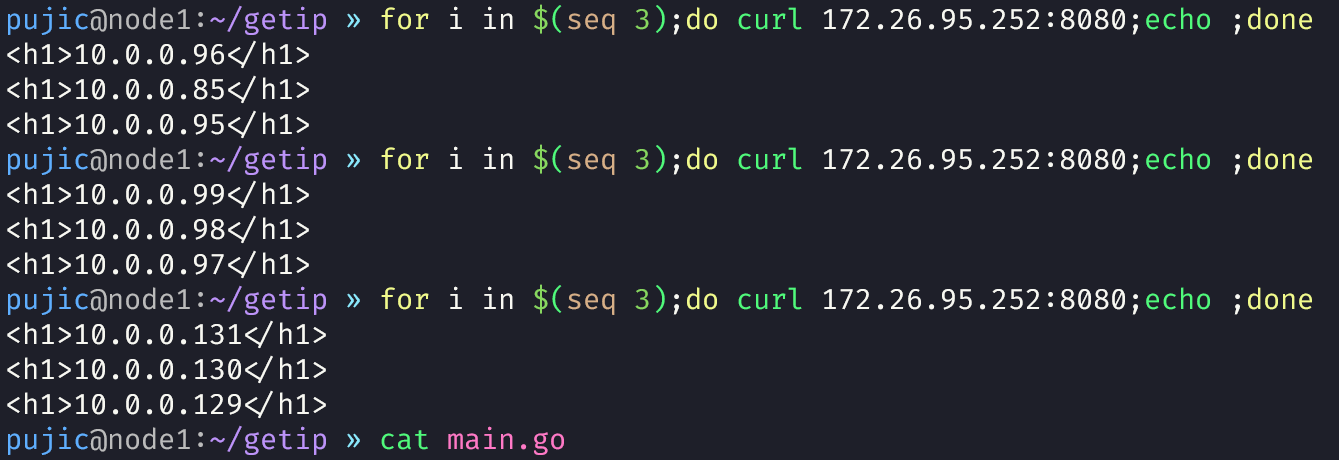 pujic@node1:~/getip » for i in $(seq 3);do curl 172.26.95.252:8080;echo ;done
<h1>10.0.0.96</h1>
<h1>10.0.0.85</h1>
<h1>10.0.0.95</h1>
pujic@node1:~/getip » for i in $(seq 3);do curl 172.26.95.252:8080;echo ;done
<h1>10.0.0.99</h1>
<h1>10.0.0.98</h1>
<h1>10.0.0.97</h1>
pujic@node1:~/getip » for i in $(seq 3);do curl 172.26.95.252:8080;echo ;done
<h1>10.0.0.131</h1>
<h1>10.0.0.130</h1>
<h1>10.0.0.129</h1>
pujic@node1:~/getip » cat main.go